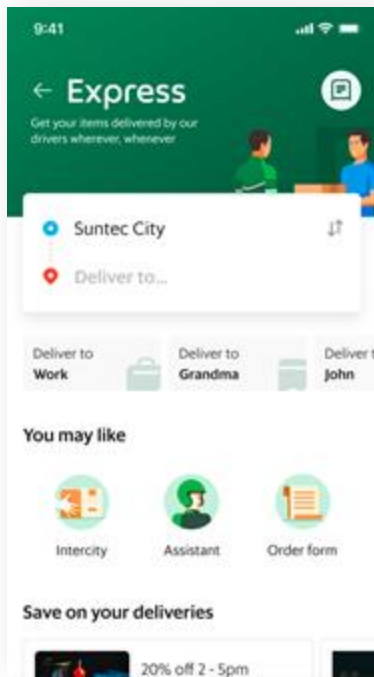 9:41
Express
Get your items delivered by our
drivers wherever, whenever
Suntec City
Deliver to...
Deliver to
Work
Deliver to
Grandma
Deliver t
John
You may like
Intercity
Assistant
Order form
Save on your deliveries
20% off 2 - 5pm